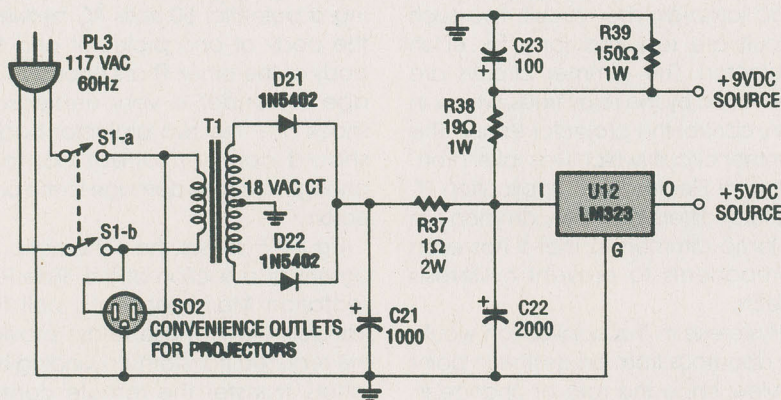 PL3
117 VAC
60Hz
S1-a
S1-b
T1
D21
1N5402
18 VAC CT
D22
1N5402
SO2
CONVENIENCE OUTLETS
FOR PROJECTORS
C21
1000
R37
1Ω
2W
C22
2000
C23
100
R38
19Ω
1W
R39
150Ω
1W
+9VDC
SOURCE
I
U12
LM323
O
G
+5VDC
SOURCE
+
+
+